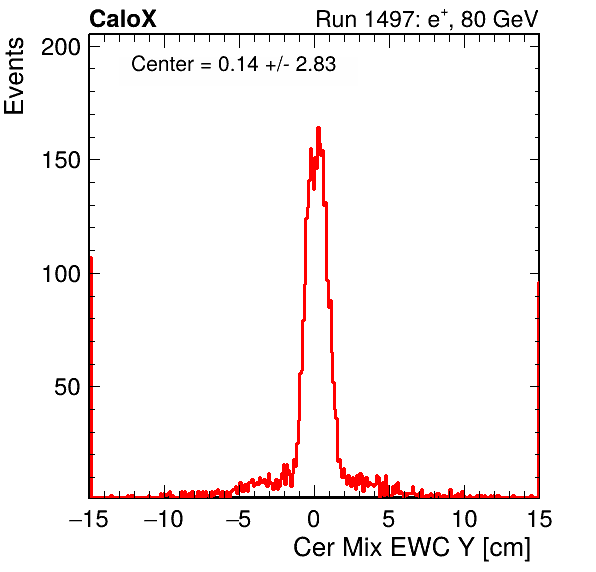 CaloX Run 1497: e⁺, 80 GeV
Center = 0.14 +/- 2.83
Events
200
150
100
50
−15 −10 −5 0 5 10 15
Cer Mix EWC Y [cm]